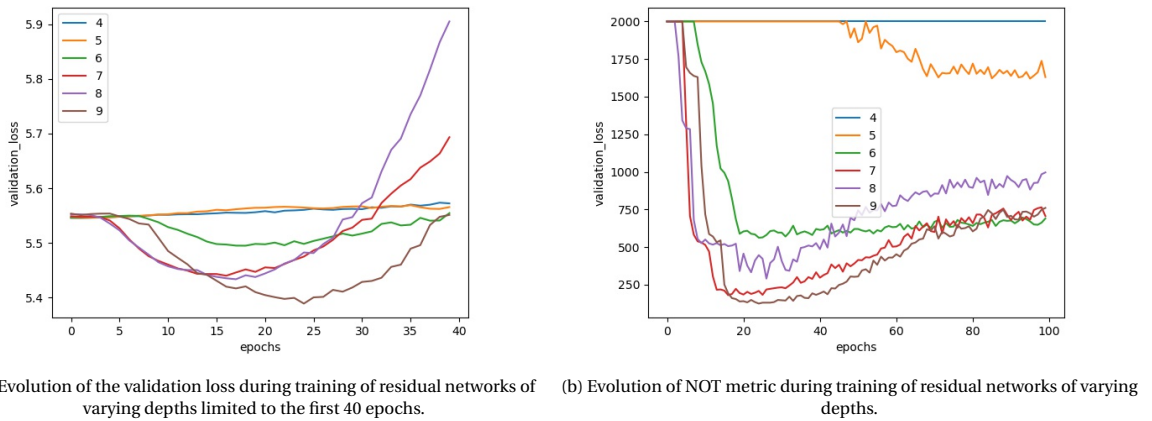 5.9
5.8
5.7
5.6
5.5
5.4
validation_loss
4
5
6
7
8
9
0 5 10 15 20 25 30 35 40
epochs
2000
1750
1500
1250
1000
750
500
250
validation_loss
4
5
6
7
8
9
0 20 40 60 80 100
epochs
Evolution of the validation loss during training of residual networks of
varying depths limited to the first 40 epochs.
(b) Evolution of NOT metric during training of residual networks of varying
depths.